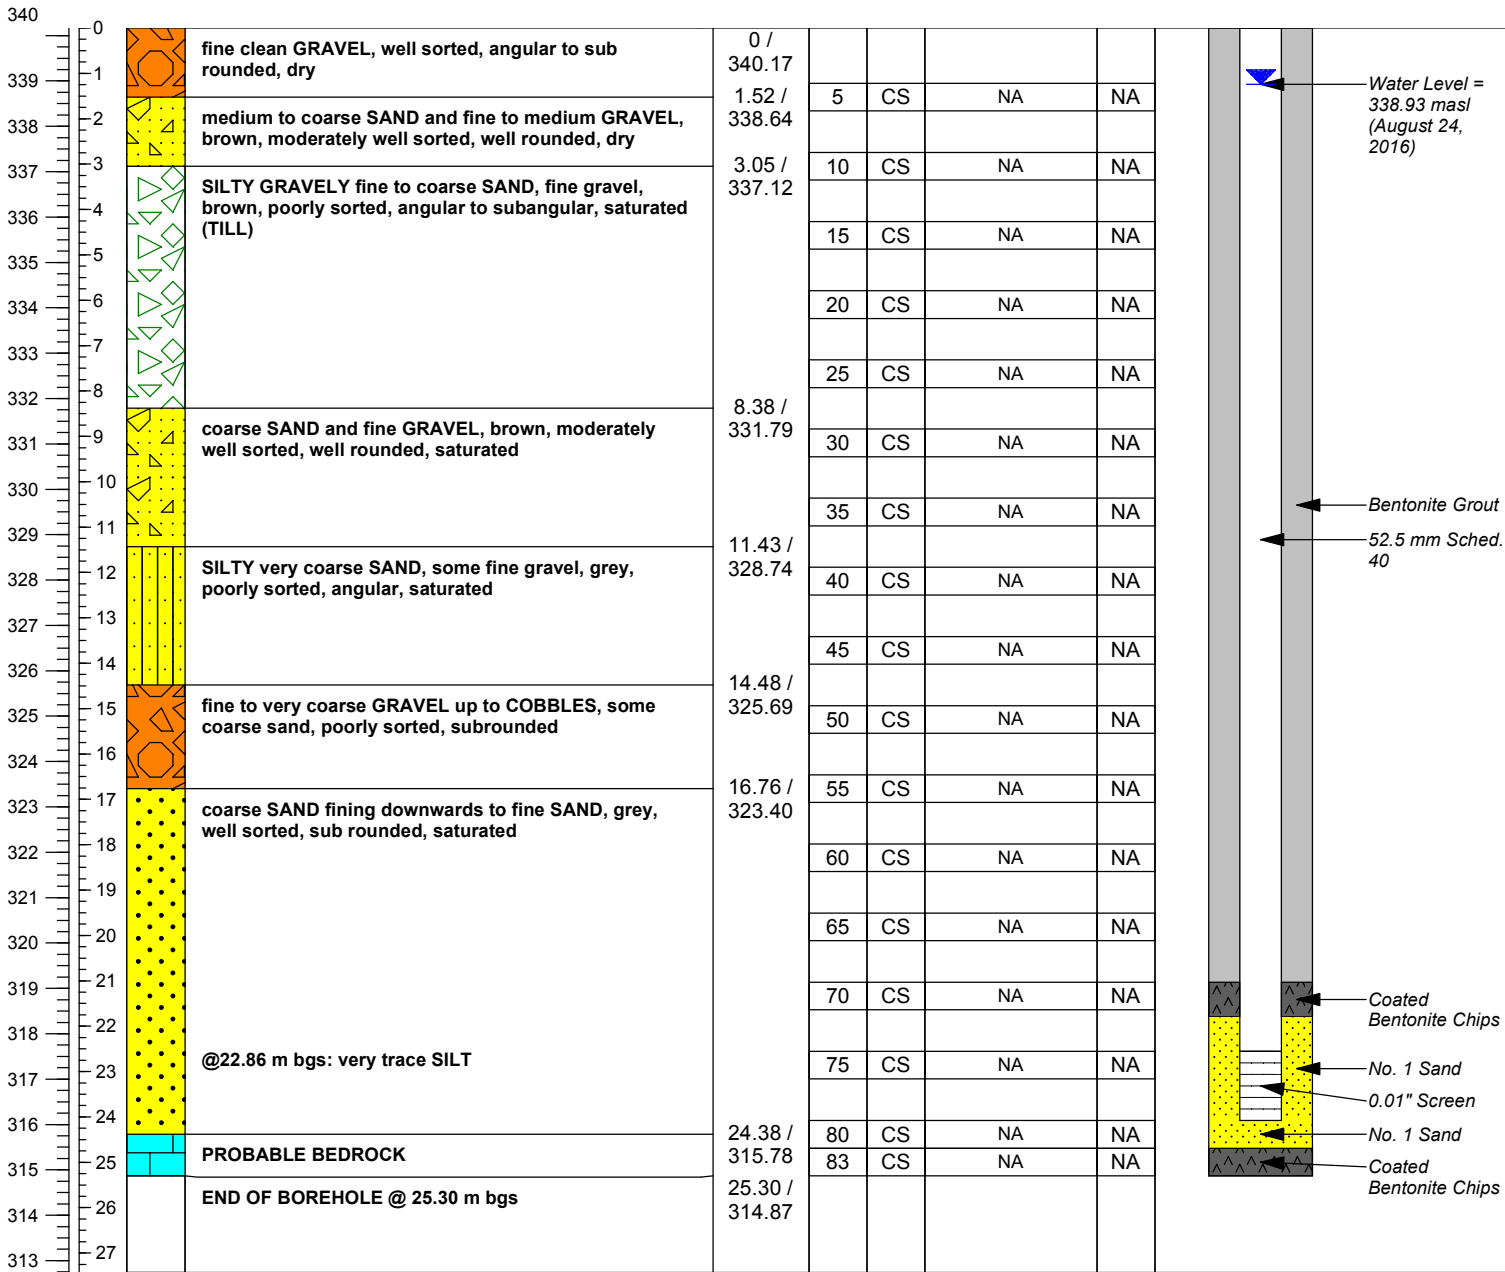 340
339
338
337
336
335
334
333
332
331
330
329
328
327
326
325
324
323
322
321
320
319
318
317
316
315
314
313
0
1
2
3
4
5
6
7
8
9
10
11
12
13
14
15
16
17
18
19
20
21
22
23
24
25
26
27
fine clean GRAVEL, well sorted, angular to sub
rounded, dry
medium to coarse SAND and fine to medium GRAVEL,
brown, moderately well sorted, well rounded, dry
SILTY GRAVELY fine to coarse SAND, fine gravel,
brown, poorly sorted, angular to subangular, saturated
(TILL)
coarse SAND and fine GRAVEL, brown, moderately
well sorted, well rounded, saturated
SILTY very coarse SAND, some fine gravel, grey,
poorly sorted, angular, saturated
fine to very coarse GRAVEL up to COBBLES, some
coarse sand, poorly sorted, subrounded
coarse SAND fining downwards to fine SAND, grey,
well sorted, sub rounded, saturated
@22.86 m bgs: very trace SILT
PROBABLE BEDROCK
END OF BOREHOLE @ 25.30 m bgs
0 /
340.17
1.52 /
338.64
3.05 /
337.12
8.38 /
331.79
11.43 /
328.74
14.48 /
325.69
16.76 /
323.40
24.38 /
315.78
25.30 /
314.87
5 CS NA NA
10 CS NA NA
15 CS NA NA
20 CS NA NA
25 CS NA NA
30 CS NA NA
35 CS NA NA
40 CS NA NA
45 CS NA NA
50 CS NA NA
55 CS NA NA
60 CS NA NA
65 CS NA NA
70 CS NA NA
75 CS NA NA
80 CS NA NA
83 CS NA NA
Water Level =
338.93 masl
(August 24,
2016)
Bentonite Grout
52.5 mm Sched.
40
Coated
Bentonite Chips
No. 1 Sand
0.01" Screen
No. 1 Sand
Coated
Bentonite Chips